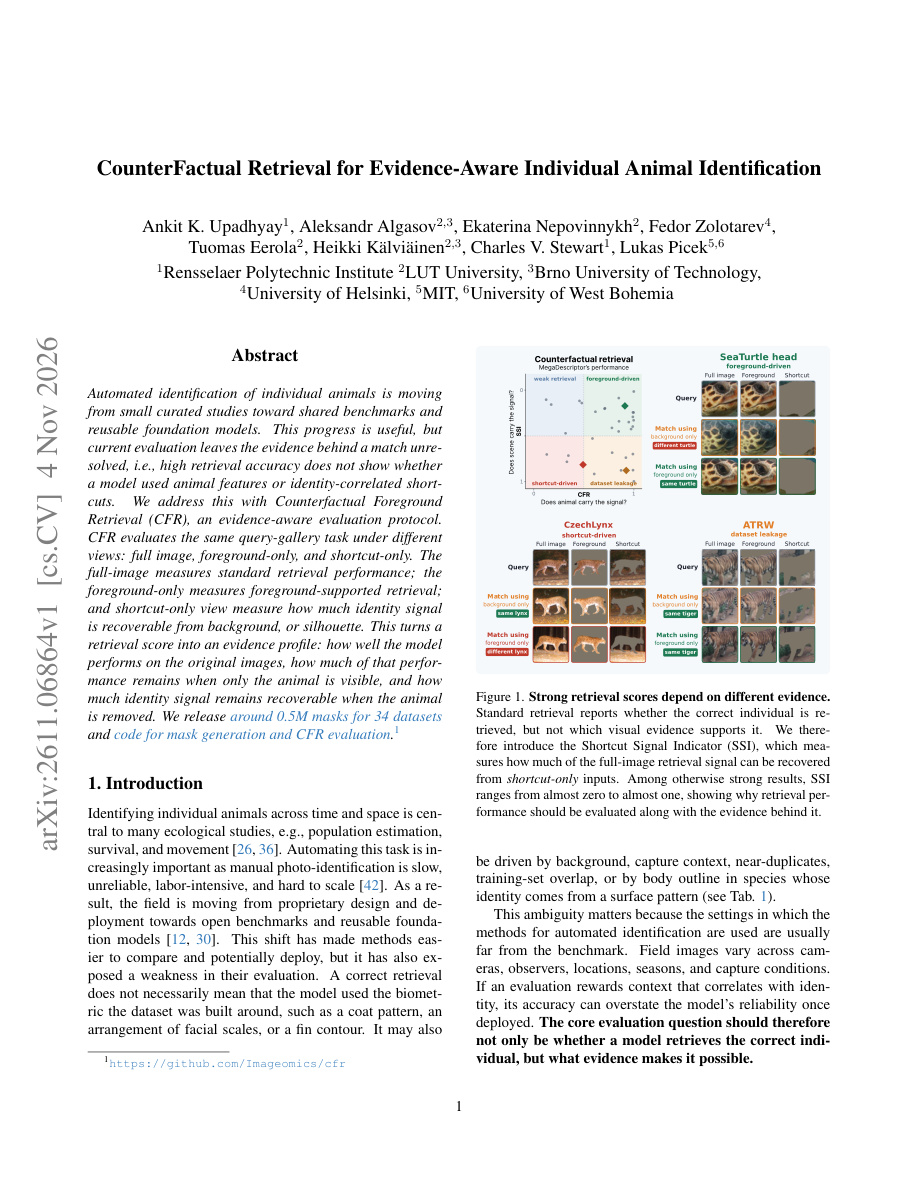 CounterFactual Retrieval for Evidence-Aware Individual Animal Identification
Ankit K. Upadhyay1, Aleksandr Algasov2,3, Ekaterina Nepovinnykh2, Fedor Zolotarev4,
Tuomas Eerola2, Heikki Kälviäinen2,3, Charles V. Stewart1, Lukas Picek5,6
1Rensselaer Polytechnic Institute 2LUT University, 3Brno University of Technology,
4University of Helsinki, 5MIT, 6University of West Bohemia
arXiv:2611.06864v1 [cs.CV] 4 Nov 2026
Abstract
Automated identification of individual animals is moving
from small curated studies toward shared benchmarks and
reusable foundation models. This progress is useful, but
current evaluation leaves the evidence behind a match unre-
solved, i.e., high retrieval accuracy does not show whether
a model used animal features or identity-correlated short-
cuts. We address this with Counterfactual Foreground
Retrieval (CFR), an evidence-aware evaluation protocol.
CFR evaluates the same query-gallery task under different
views: full image, foreground-only, and shortcut-only. The
full-image measures standard retrieval performance; the
foreground-only measures foreground-supported retrieval;
and shortcut-only view measure how much identity signal
is recoverable from background, or silhouette. This turns a
retrieval score into an evidence profile: how well the model
performs on the original images, how much of that perfor-
mance remains when only the animal is visible, and how
much identity signal remains recoverable when the animal
is removed. We release around 0.5M masks for 34 datasets
and code for mask generation and CFR evaluation.1
1. Introduction
Identifying individual animals across time and space is cen-
tral to many ecological studies, e.g., population estimation,
survival, and movement [26, 36]. Automating this task is in-
creasingly important as manual photo-identification is slow,
unreliable, labor-intensive, and hard to scale [42]. As a re-
sult, the field is moving from proprietary design and de-
ployment towards open benchmarks and reusable founda-
tion models [12, 30]. This shift has made methods eas-
ier to compare and potentially deploy, but it has also ex-
posed a weakness in their evaluation. A correct retrieval
does not necessarily mean that the model used the biomet-
ric the dataset was built around, such as a coat pattern, an
arrangement of facial scales, or a fin contour. It may also
1https://github.com/Imageomics/cfr
Counterfactual retrieval
MegaDescriptor's performance
weak retrieval
foreground-driven
shortcut-driven
dataset leakage
Does scene carry the signal?
SSI
0
1
0
1
CFR
Does animal carry the signal?
SeaTurtle head
foreground-driven
Full image Foreground Shortcut
Query
Match using
background only
different turtle
Match using
foreground only
same turtle
CzechLynx
shortcut-driven
Full image Foreground Shortcut
Query
Match using
background only
same lynx
Match using
foreground only
different lynx
ATRW
dataset leakage
Full image Foreground Shortcut
Query
Match using
background only
same tiger
Match using
foreground only
same tiger
Figure 1. Strong retrieval scores depend on different evidence.
Standard retrieval reports whether the correct individual is re-
trieved, but not which visual evidence supports it. We there-
fore introduce the Shortcut Signal Indicator (SSI), which mea-
sures how much of the full-image retrieval signal can be recovered
from shortcut-only inputs. Among otherwise strong results, SSI
ranges from almost zero to almost one, showing why retrieval per-
formance should be evaluated along with the evidence behind it.
be driven by background, capture context, near-duplicates,
training-set overlap, or by body outline in species whose
identity comes from a surface pattern (see Tab. 1).
This ambiguity matters because the settings in which the
methods for automated identification are used are usually
far from the benchmark. Field images vary across cam-
eras, observers, locations, seasons, and capture conditions.
If an evaluation rewards context that correlates with iden-
tity, its accuracy can overstate the model's reliability once
deployed. The core evaluation question should therefore
not only be whether a model retrieves the correct indi-
vidual, but what evidence makes it possible.
1